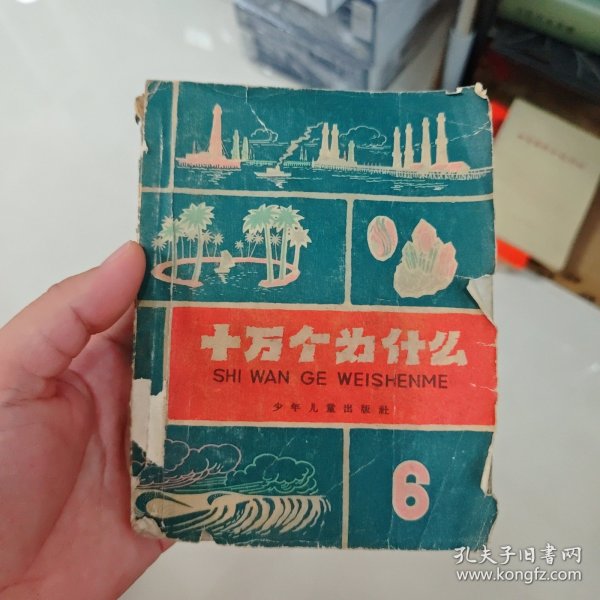 十万个为什么
SHI WAN GE WEISHENME
少年儿童出版社
6
孔夫子旧书网
www.kongfz.com